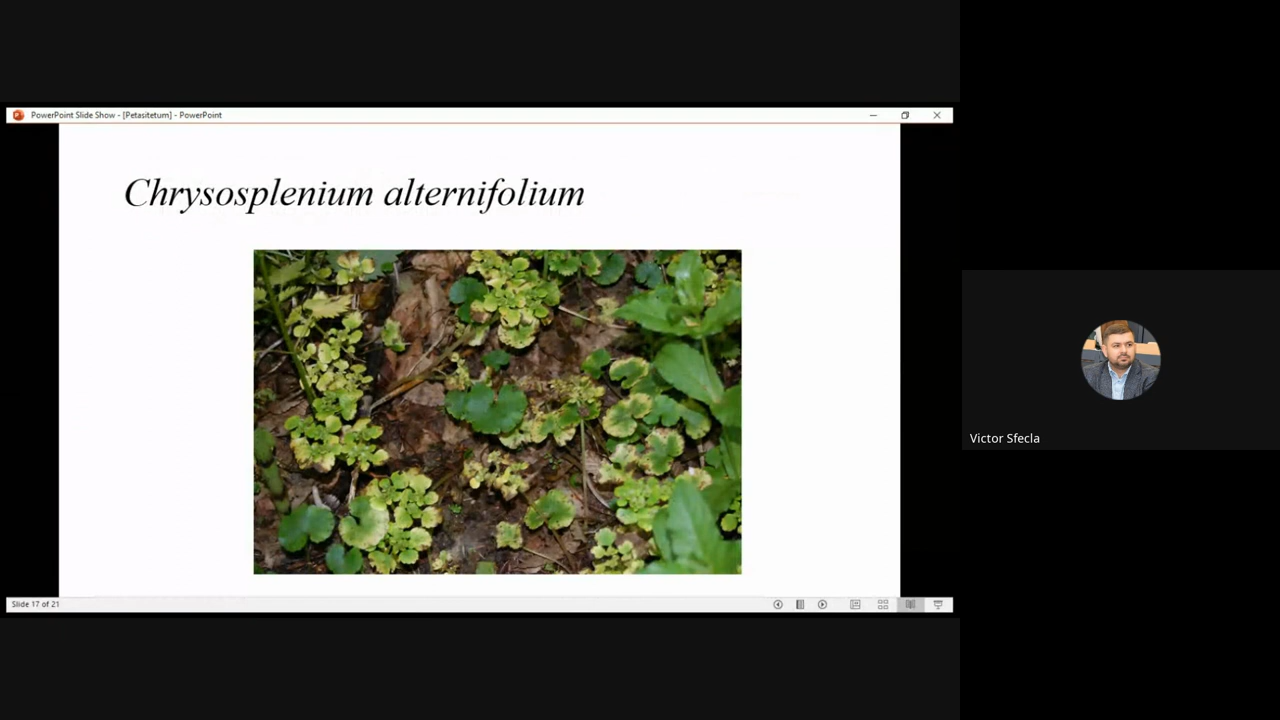 PowerPoint Slide Show - [Petasitetum] - PowerPoint
Chrysosplenium alternifolium
Victor Sfecla
Slide 17 of 21